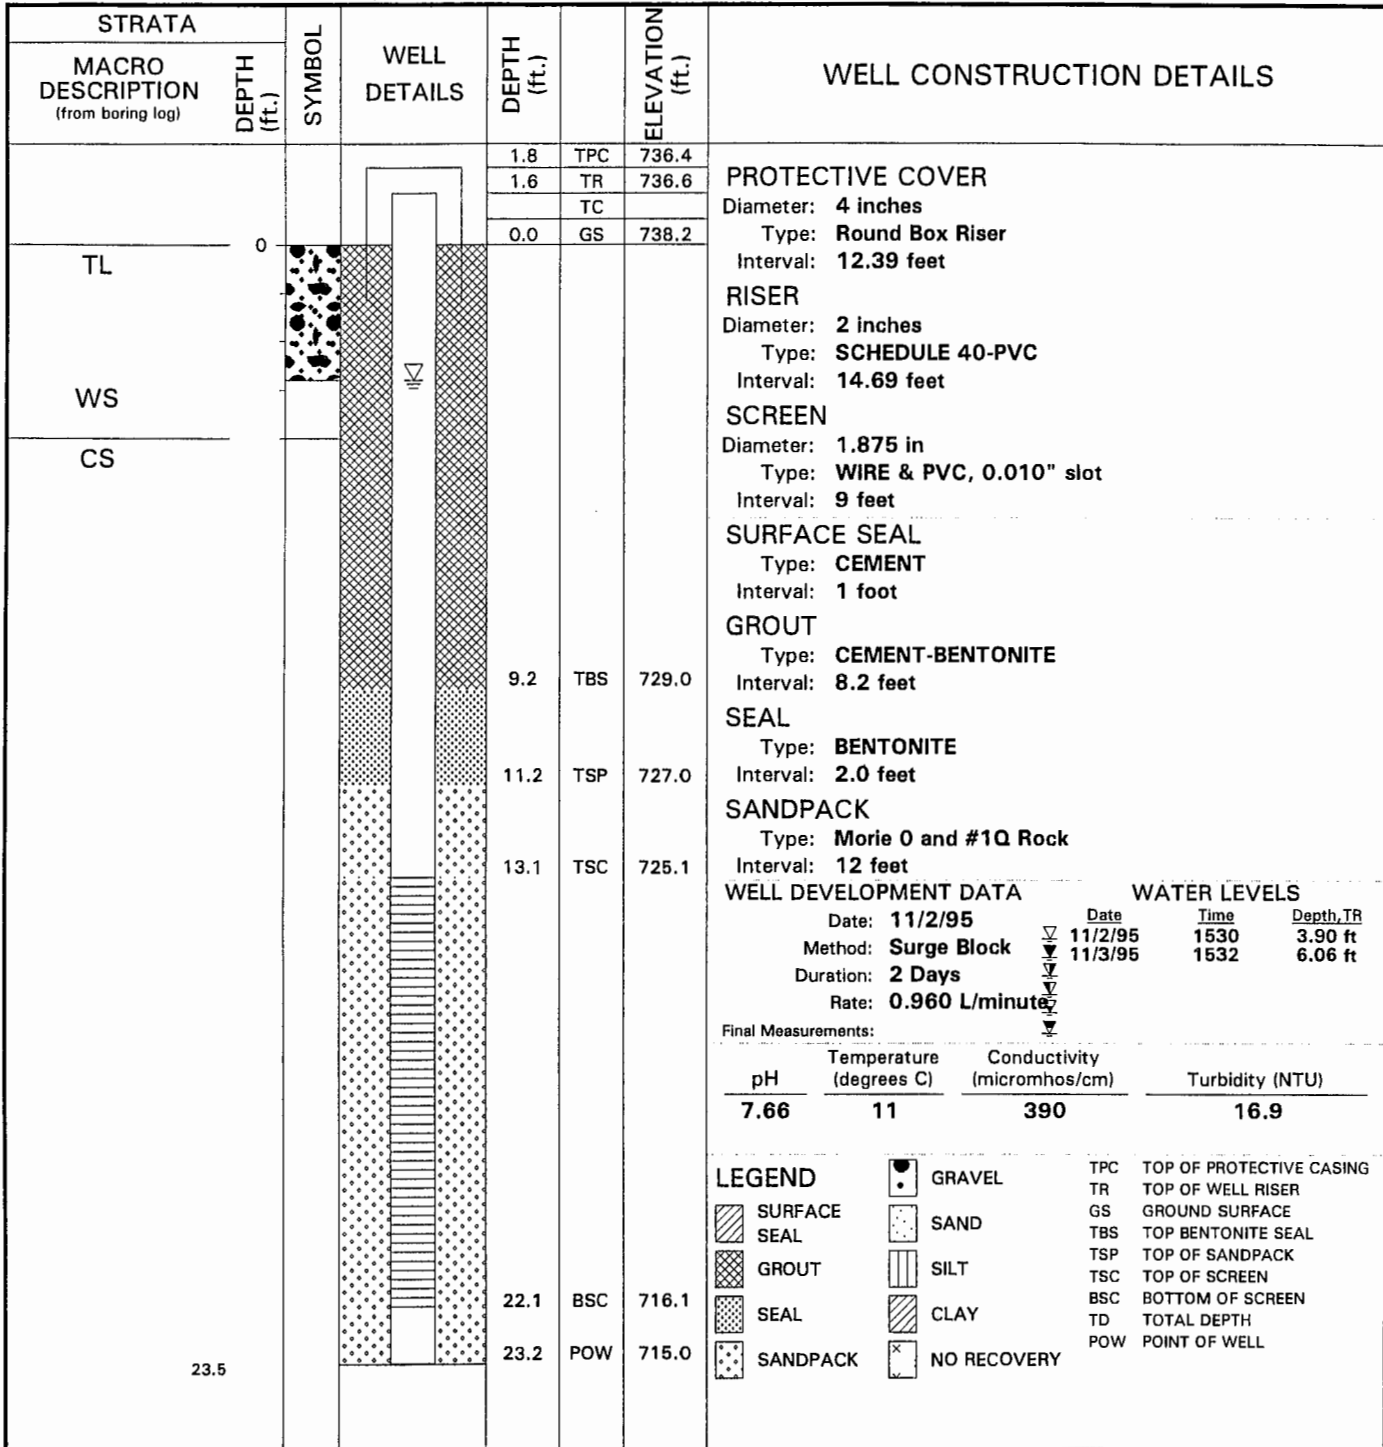 STRATA
MACRO
DESCRIPTION
(from boring log)
DEPTH
(ft.)
SYMBOL
WELL
DETAILS
DEPTH
(ft.)
ELEVATION
(ft.)
WELL CONSTRUCTION DETAILS
1.8 TPC 736.4
1.6 TR 736.6
TC
0.0 GS 738.2
0
TL
WS
CS
9.2 TBS 729.0
11.2 TSP 727.0
13.1 TSC 725.1
22.1 BSC 716.1
23.2 POW 715.0
23.5
PROTECTIVE COVER
Diameter: 4 inches
Type: Round Box Riser
Interval: 12.39 feet
RISER
Diameter: 2 inches
Type: SCHEDULE 40-PVC
Interval: 14.69 feet
SCREEN
Diameter: 1.875 in
Type: WIRE & PVC, 0.010" slot
Interval: 9 feet
SURFACE SEAL
Type: CEMENT
Interval: 1 foot
GROUT
Type: CEMENT-BENTONITE
Interval: 8.2 feet
SEAL
Type: BENTONITE
Interval: 2.0 feet
SANDPACK
Type: Morie 0 and #1Q Rock
Interval: 12 feet
WELL DEVELOPMENT DATA
Date: 11/2/95
Method: Surge Block
Duration: 2 Days
Rate: 0.960 L/minute
WATER LEVELS
Date Time Depth,TR
11/2/95 1530 3.90 ft
11/3/95 1532 6.06 ft
Final Measurements:
pH
Temperature
(degrees C)
Conductivity
(micromhos/cm)
Turbidity (NTU)
7.66 11 390 16.9
LEGEND
SURFACE
SEAL
GROUT
SEAL
SANDPACK
GRAVEL
SAND
SILT
CLAY
NO RECOVERY
TPC TOP OF PROTECTIVE CASING
TR TOP OF WELL RISER
GS GROUND SURFACE
TBS TOP BENTONITE SEAL
TSP TOP OF SANDPACK
TSC TOP OF SCREEN
BSC BOTTOM OF SCREEN
TD TOTAL DEPTH
POW POINT OF WELL